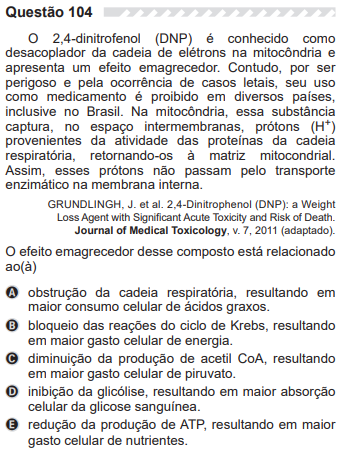 Questão 104
O 2,4-dinitrofenol (DNP) é conhecido como
desacoplador da cadeia de elétrons na mitocôndria e
apresenta um efeito emagrecedor. Contudo, por ser
perigoso e pela ocorrência de casos letais, seu uso
como medicamento é proibido em diversos países,
inclusive no Brasil. Na mitocôndria, essa substância
captura, no espaço intermembranas, prótons (H⁺)
provenientes da atividade das proteínas da cadeia
respiratória, retornando-os à matriz mitocondrial.
Assim, esses prótons não passam pelo transporte
enzimático na membrana interna.
GRUNDLINGH, J. et al. 2,4-Dinitrophenol (DNP): a Weight
Loss Agent with Significant Acute Toxicity and Risk of Death.
Journal of Medical Toxicology, v. 7, 2011 (adaptado).
O efeito emagrecedor desse composto está relacionado
ao(à)
A obstrução da cadeia respiratória, resultando em
maior consumo celular de ácidos graxos.
B bloqueio das reações do ciclo de Krebs, resultando
em maior gasto celular de energia.
C diminuição da produção de acetil CoA, resultando
em maior gasto celular de piruvato.
D inibição da glicólise, resultando em maior absorção
celular da glicose sanguínea.
E redução da produção de ATP, resultando em maior
gasto celular de nutrientes.